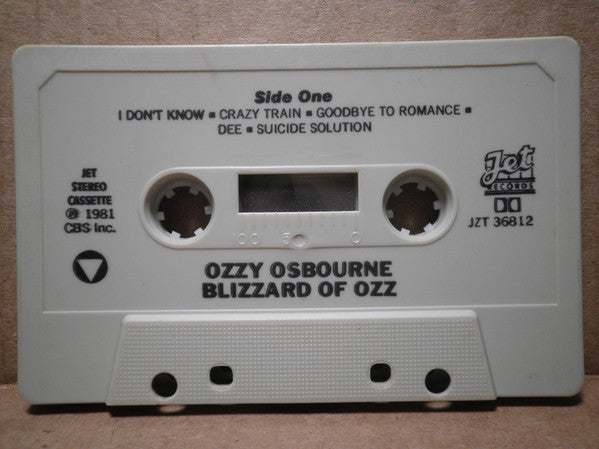 Side One
I DON'T KNOW ▪ CRAZY TRAIN ▪ GOODBYE TO ROMANCE ▪
DEE ▪ SUICIDE SOLUTION
JET
STEREO
CASSETTE
℗ 1981
CBS Inc.
Jet
RECORDS
JZT 36812
100 50 0
OZZY OSBOURNE
BLIZZARD OF OZZ